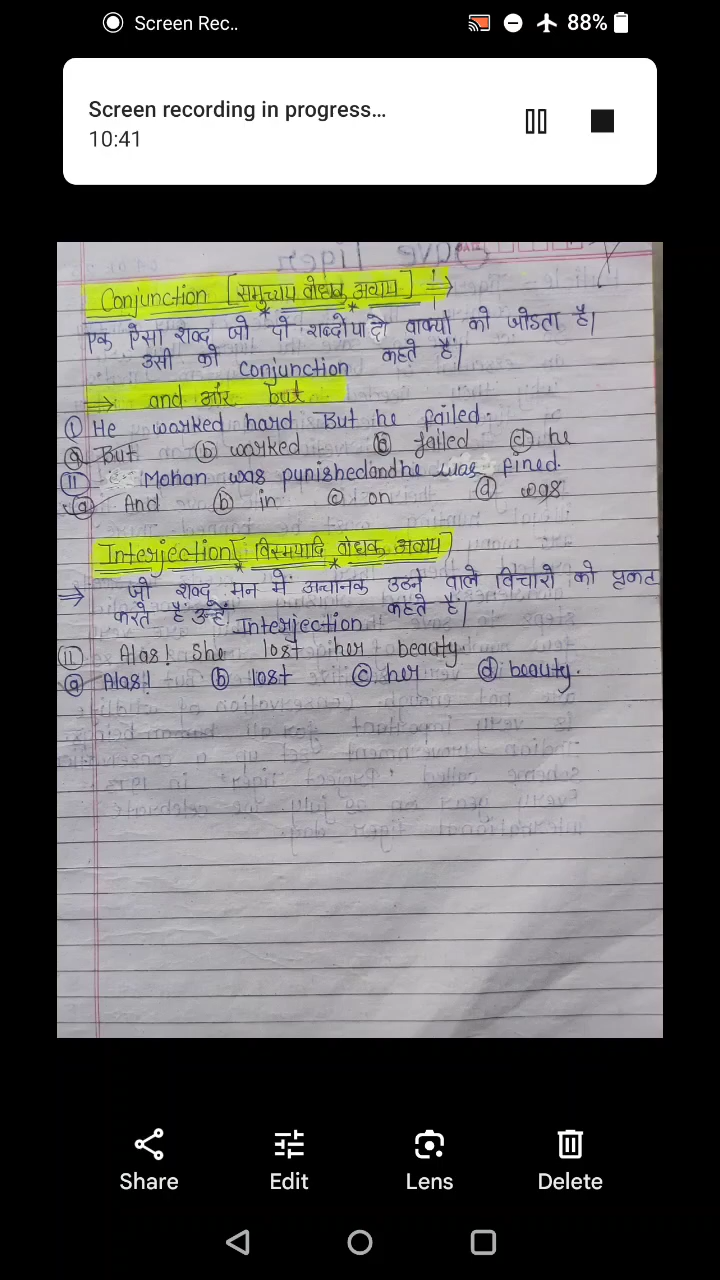 Screen Rec..
88%
Screen recording in progress...
10:41
Conjunction [समुच्चय बोधक अव्यय] ⇒
एक ऐसा शब्द जो दो शब्दो या दो वाक्यो को जोडता है।
उसी को conjunction कहते है।
⇒ and और but
① He worked hard But he failed.
ⓐ But ⓑ worked ⓒ failed ⓓ he
⑪ Mohan was punished and he was fined.
ⓐ And ⓑ in ⓒ on ⓓ was
Interjection [विस्मयादि बोधक अव्यय]
⇒ जो शब्द मन में अचानक उठने वाले विचारो को प्रकट
करते है उन्हें Interjection कहते है।
⑪ Alas! She lost her beauty.
ⓐ Alas! ⓑ lost ⓒ her ⓓ beauty.
Share
Edit
Lens
Delete